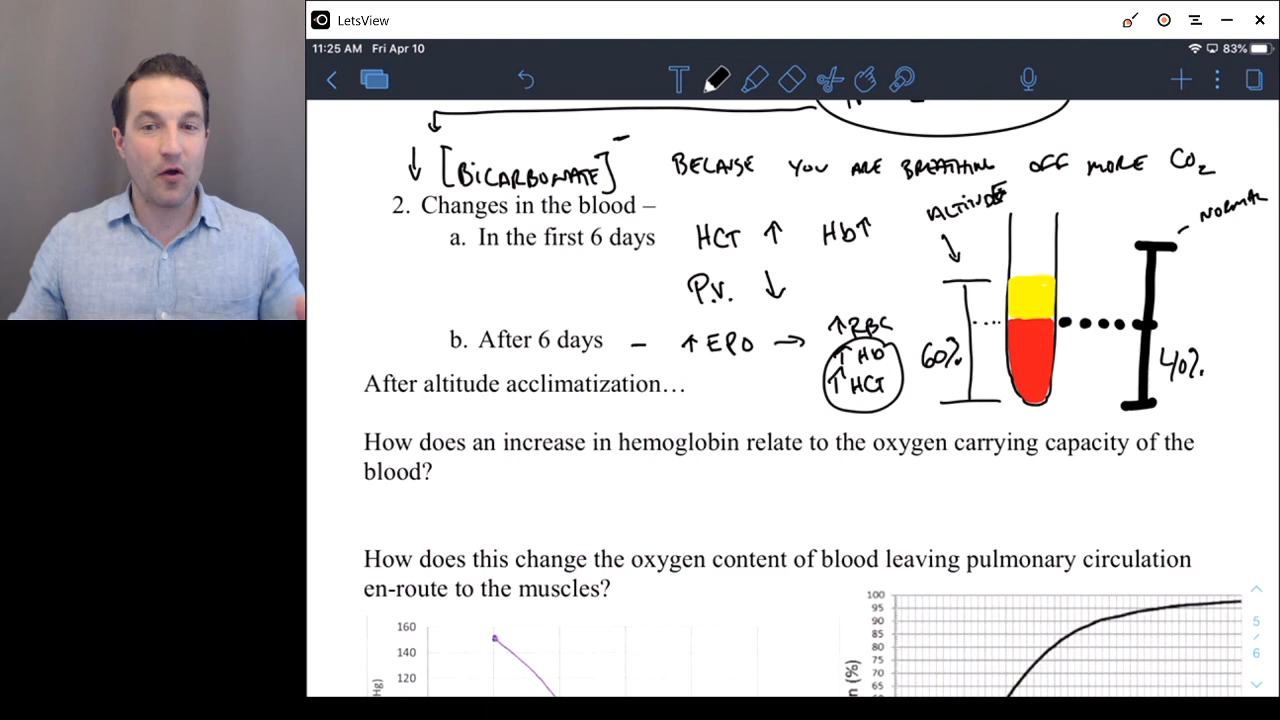 LetsView
11:25 AM Fri Apr 10
83%
↓ [BICARBONATE]⁻ BECAUSE YOU ARE BREATHING OFF MORE CO₂
2. Changes in the blood –
ALTITUDE
NORMAL
a. In the first 6 days HCT ↑ Hb↑
P.V. ↓
b. After 6 days – ↑ EPO → ↑RBC
↑ Hb
↑ HCT
60%
40%
After altitude acclimatization…
How does an increase in hemoglobin relate to the oxygen carrying capacity of the
blood?
How does this change the oxygen content of blood leaving pulmonary circulation
en-route to the muscles?
160
140
120
Hg)
100
95
90
85
80
75
70
65
n (%)
5
/
6